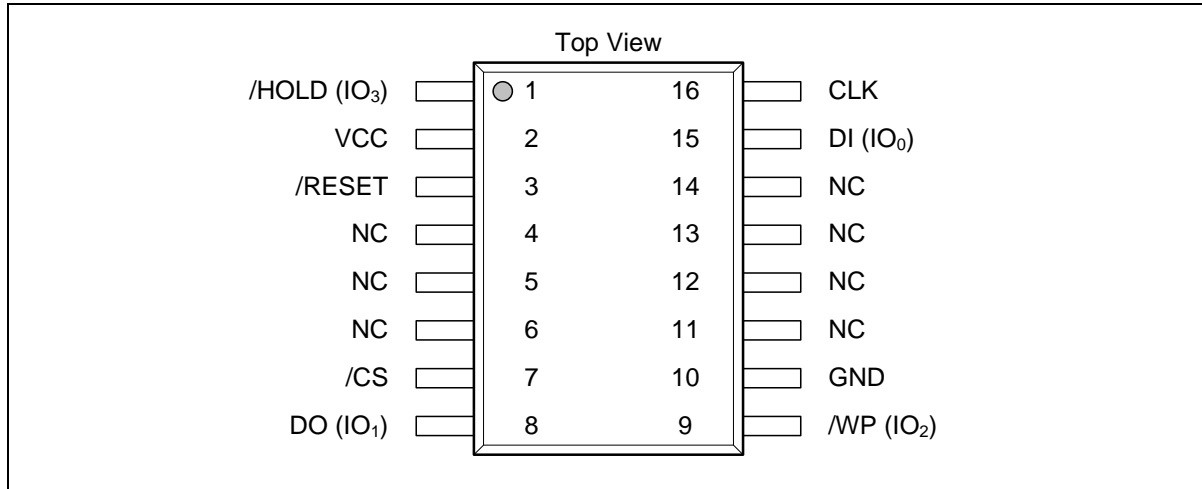 Top View
/HOLD (IO₃) 1 16 CLK
VCC 2 15 DI (IO₀)
/RESET 3 14 NC
NC 4 13 NC
NC 5 12 NC
NC 6 11 NC
/CS 7 10 GND
DO (IO₁) 8 9 /WP (IO₂)